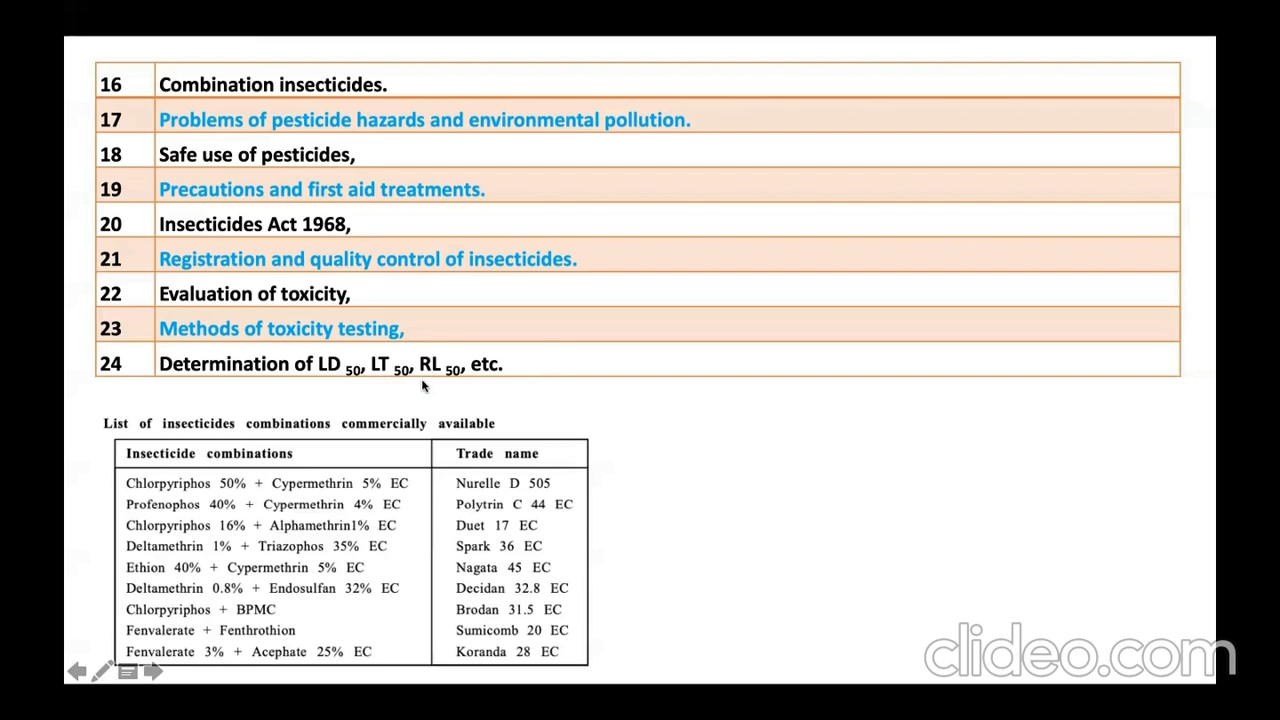 16 Combination insecticides.
17 Problems of pesticide hazards and environmental pollution.
18 Safe use of pesticides,
19 Precautions and first aid treatments.
20 Insecticides Act 1968,
21 Registration and quality control of insecticides.
22 Evaluation of toxicity,
23 Methods of toxicity testing,
24 Determination of LD 50, LT 50, RL 50, etc.
List of insecticides combinations commercially available
Insecticide combinations Trade name
Chlorpyriphos 50% + Cypermethrin 5% EC Nurelle D 505
Profenophos 40% + Cypermethrin 4% EC Polytrin C 44 EC
Chlorpyriphos 16% + Alphamethrin1% EC Duet 17 EC
Deltamethrin 1% + Triazophos 35% EC Spark 36 EC
Ethion 40% + Cypermethrin 5% EC Nagata 45 EC
Deltamethrin 0.8% + Endosulfan 32% EC Decidan 32.8 EC
Chlorpyriphos + BPMC Brodan 31.5 EC
Fenvalerate + Fenthrothion Sumicomb 20 EC
Fenvalerate 3% + Acephate 25% EC Koranda 28 EC
clideo.com